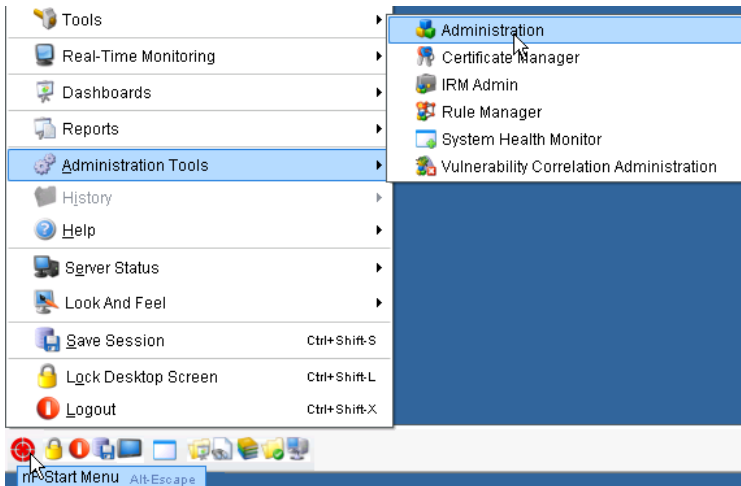 Tools
Real-Time Monitoring
Dashboards
Reports
Administration Tools
History
Help
Server Status
Look And Feel
Save Session Ctrl+Shift-S
Lock Desktop Screen Ctrl+Shift-L
Logout Ctrl+Shift-X
Administration
Certificate Manager
IRM Admin
Rule Manager
System Health Monitor
Vulnerability Correlation Administration
Start Menu Alt-Escape